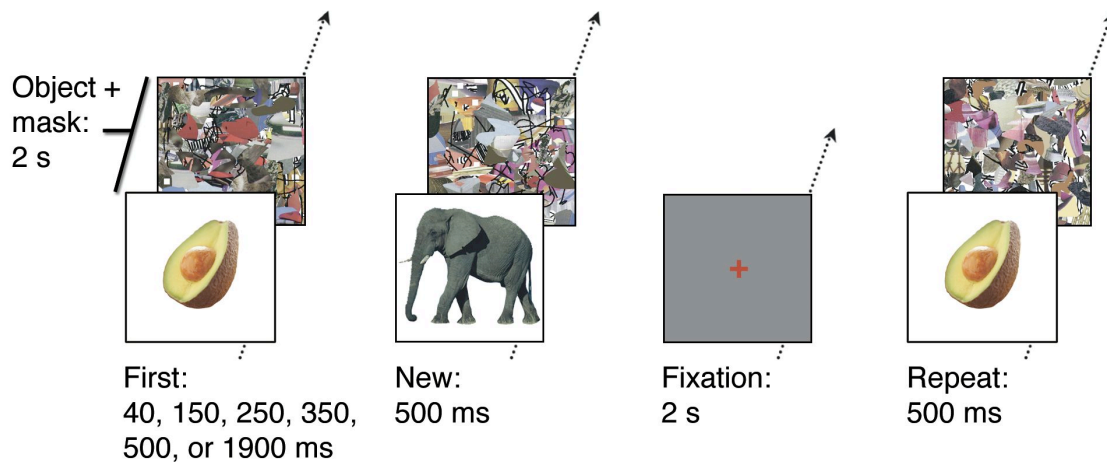 Object +
mask:
2 s
First:
40, 150, 250, 350,
500, or 1900 ms
New:
500 ms
Fixation:
2 s
Repeat:
500 ms